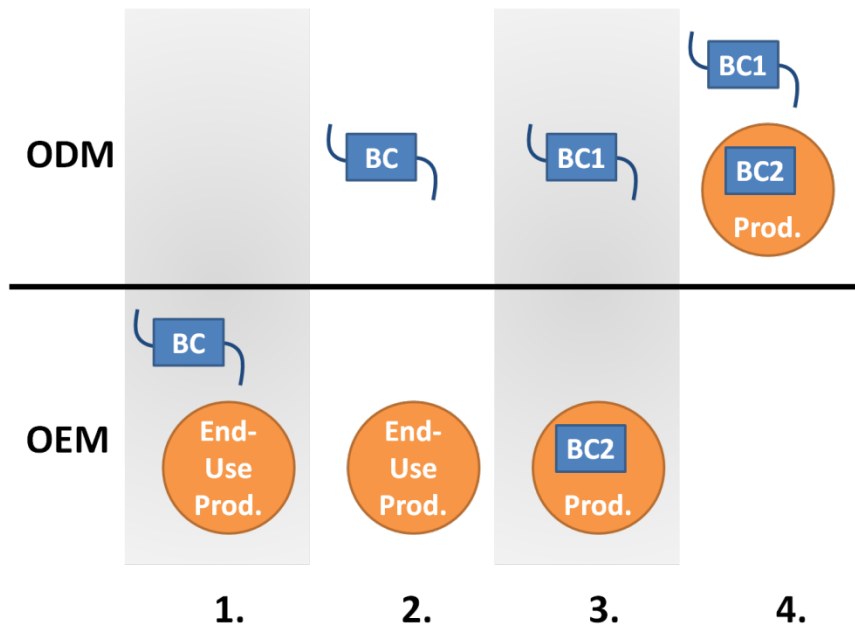 BC1
ODM
BC
BC1
BC2
Prod.
BC
OEM
End-
Use
Prod.
End-
Use
Prod.
BC2
Prod.
1.
2.
3.
4.